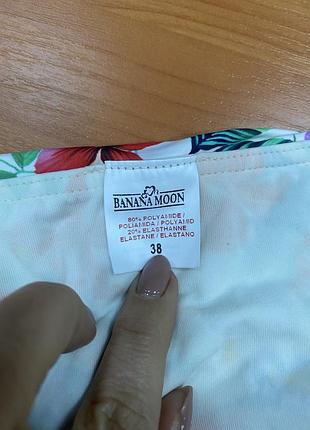 BANANA MOON
80% POLYAMIDE /
POLIAMIDA / POLYAMID
20% ELASTHANNE
ELASTANE / ELASTANO
38